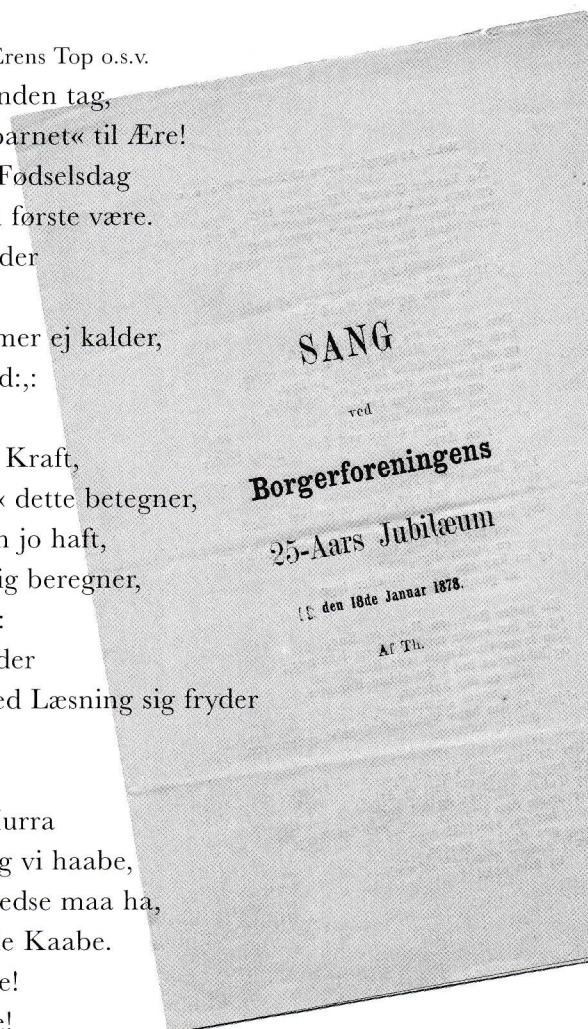 Ærens Top o.s.v.
nden tag,
barnet« til Ære!
Fødselsdag
første være.
der
mer ej kalder,
d:,:
Kraft,
« dette betegner,
n jo haft,
ig beregner,
:
der
ed Læsning sig fryder
Hurra
g vi haabe,
edse maa ha,
e Kaabe.
e!
e!
SANG
ved
Borgerforeningens
25-Aars Jubilæum
den 18de Januar 1878.
Af Th.